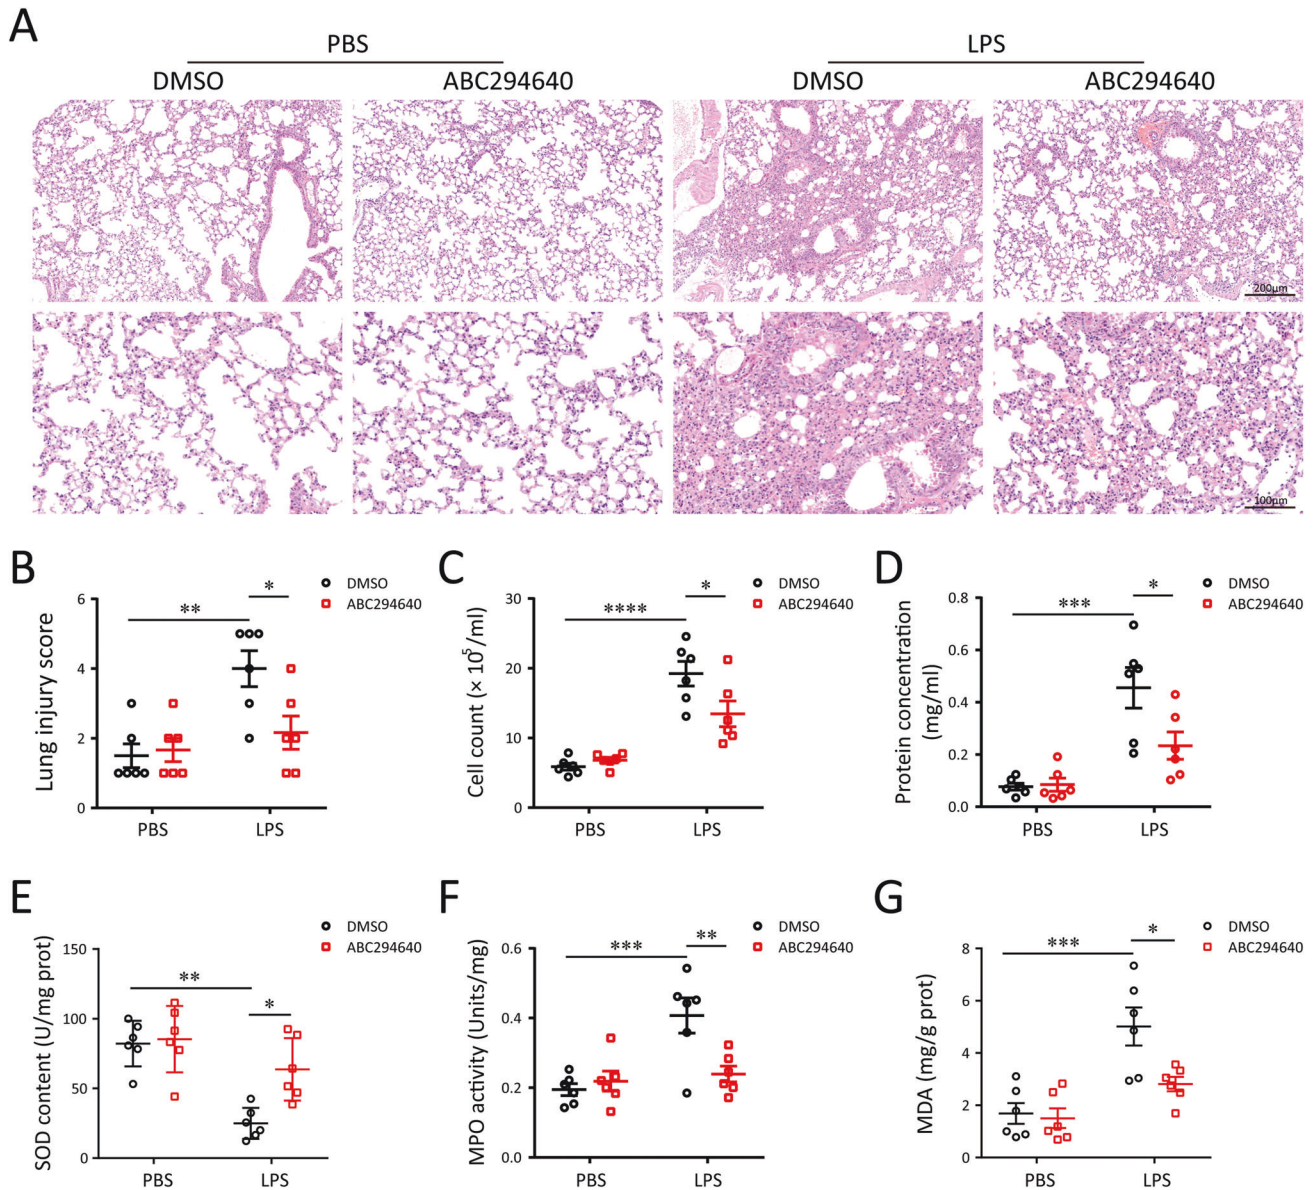 A
PBS
LPS
DMSO
ABC294640
DMSO
ABC294640
200μm
100μm
B
DMSO
ABC294640
Lung injury score
6
4
2
0
**
*
PBS
LPS
C
DMSO
ABC294640
Cell count (× 10⁵/ml)
30
20
10
0
****
*
PBS
LPS
D
DMSO
ABC294640
Protein concentration
(mg/ml)
0.8
0.6
0.4
0.2
0.0
***
*
PBS
LPS
E
DMSO
ABC294640
SOD content (U/mg prot)
150
100
50
0
**
*
PBS
LPS
F
DMSO
ABC294640
MPO activity (Units/mg)
0.6
0.4
0.2
0.0
***
**
PBS
LPS
G
DMSO
ABC294640
MDA (mg/g prot)
8
6
4
2
0
***
*
PBS
LPS